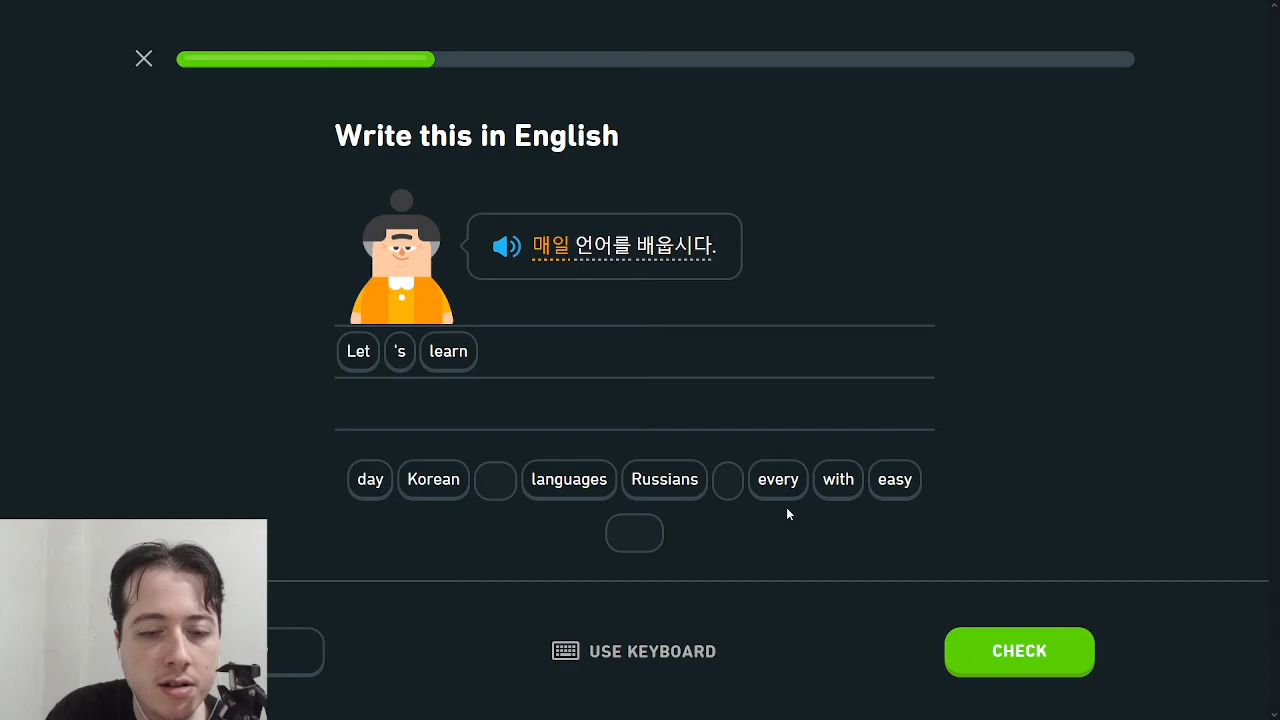 Write this in English
매일 언어를 배웁시다.
Let 's learn
day Korean languages Russians every with easy
USE KEYBOARD CHECK